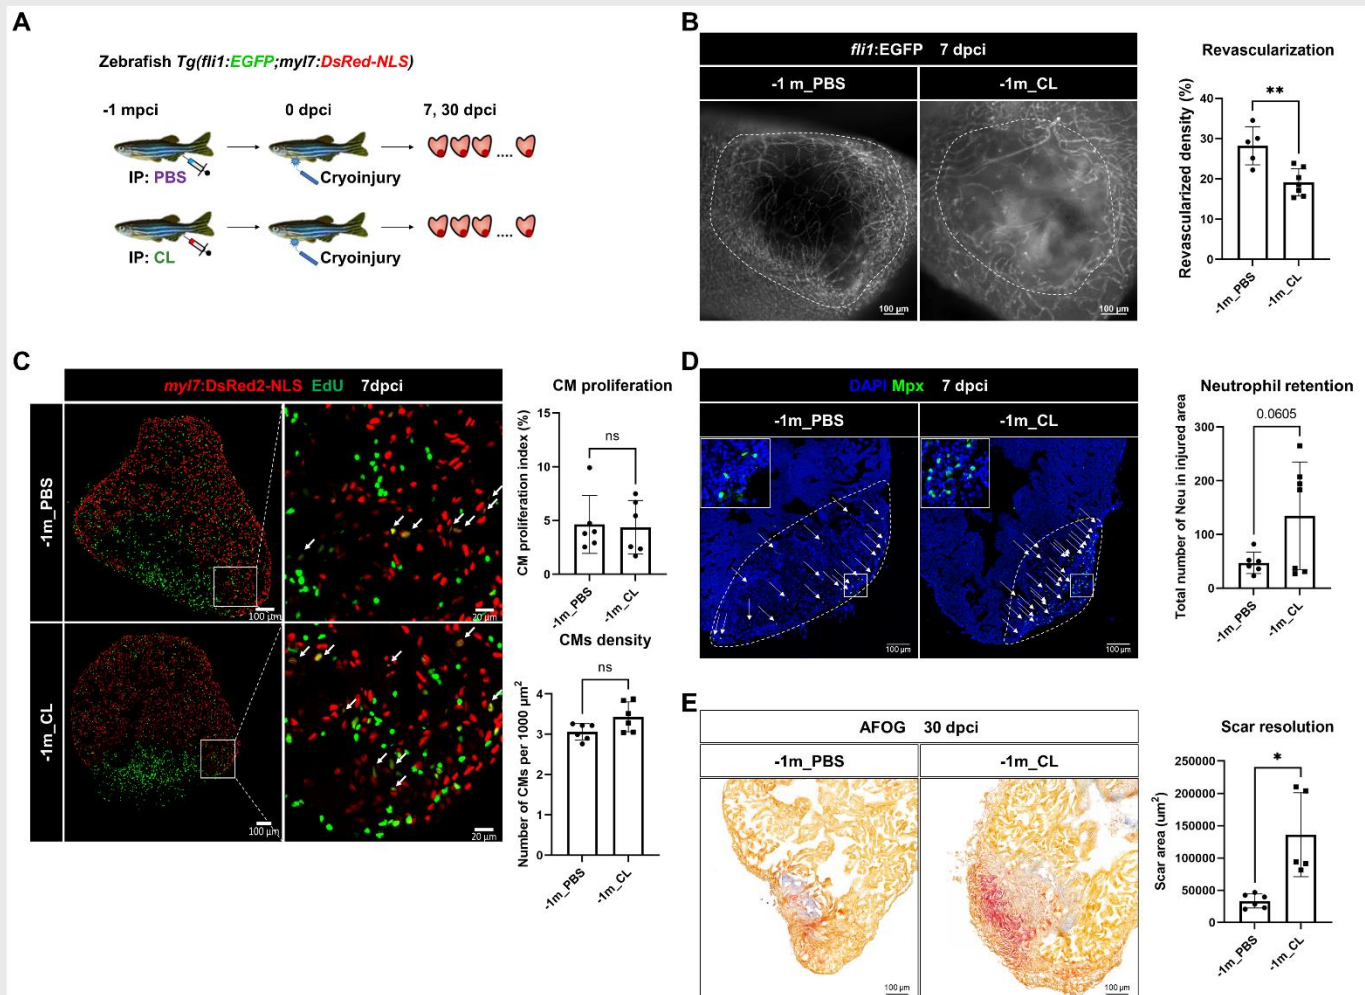 A
Zebrafish Tg(fli1:EGFP;myl7:DsRed-NLS)
-1 mpci
0 dpci
7, 30 dpci
....
IP: PBS
Cryoinjury
....
IP: CL
Cryoinjury
B
fli1:EGFP 7 dpci
-1 m_PBS
-1m_CL
100 µm
100 µm
Revascularization
Revascularized density (%)
**
40
30
20
10
0
-1m_PBS
-1m_CL
C
myl7:DsRed2-NLS EdU 7dpci
-1m_PBS
-1m_CL
100 µm
20 µm
100 µm
20 µm
CM proliferation
CM proliferation index (%)
ns
15
10
5
0
-1m_PBS
-1m_CL
CMs density
Number of CMs per 1000 µm²
ns
4
3
2
1
0
-1m_PBS
-1m_CL
D
DAPI Mpx 7 dpci
-1m_PBS
-1m_CL
100 µm
100 µm
Neutrophil retention
Total number of Neu in injured area
0.0605
300
200
100
0
-1m_PBS
-1m_CL
E
AFOG 30 dpci
-1m_PBS
-1m_CL
100 µm
100 µm
Scar resolution
Scar area (um²)
*
250000
200000
150000
100000
50000
0
-1m_PBS
-1m_CL